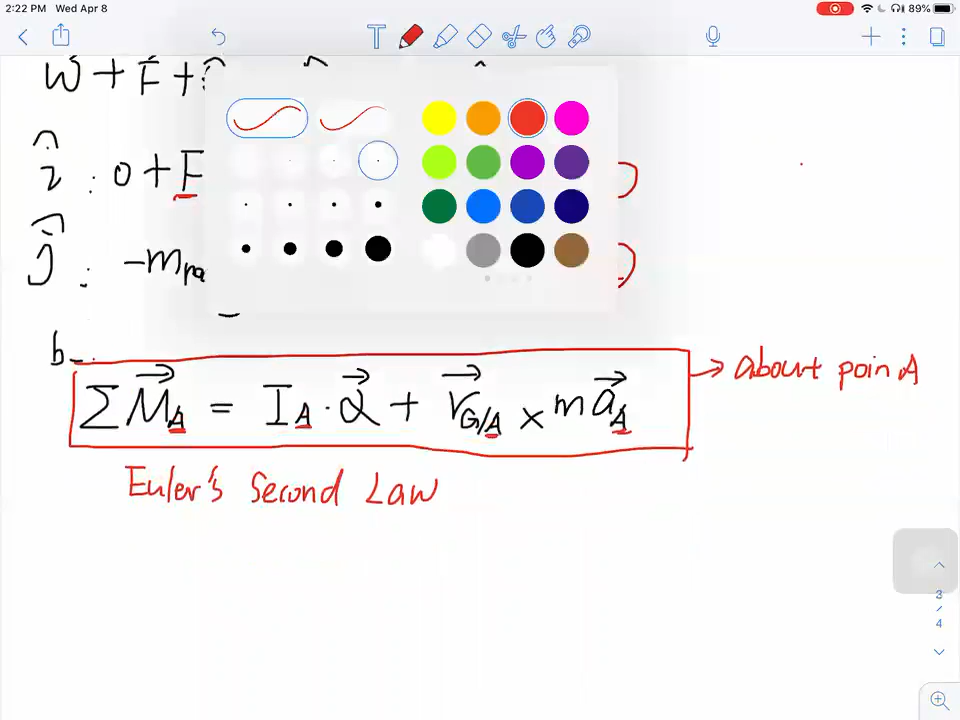 2:22 PM Wed Apr 8 89%
W + F +
î : 0 + F
ĵ : -m
b.
ΣM⃗_A = I_A · α⃗ + r⃗_G/A × m a⃗_A → about poin A
Euler's Second Law
3
/
4